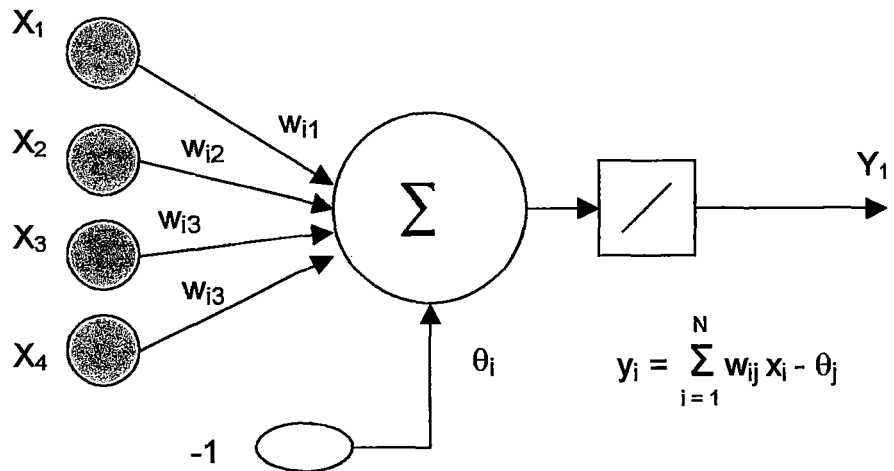 X₁
wᵢ₁
X₂
wᵢ₂
X₃
wᵢ₃
wᵢ₃
X₄
Σ
Y₁
θᵢ
-1
yᵢ = Σ wᵢⱼ xᵢ - θⱼ
N
i = 1